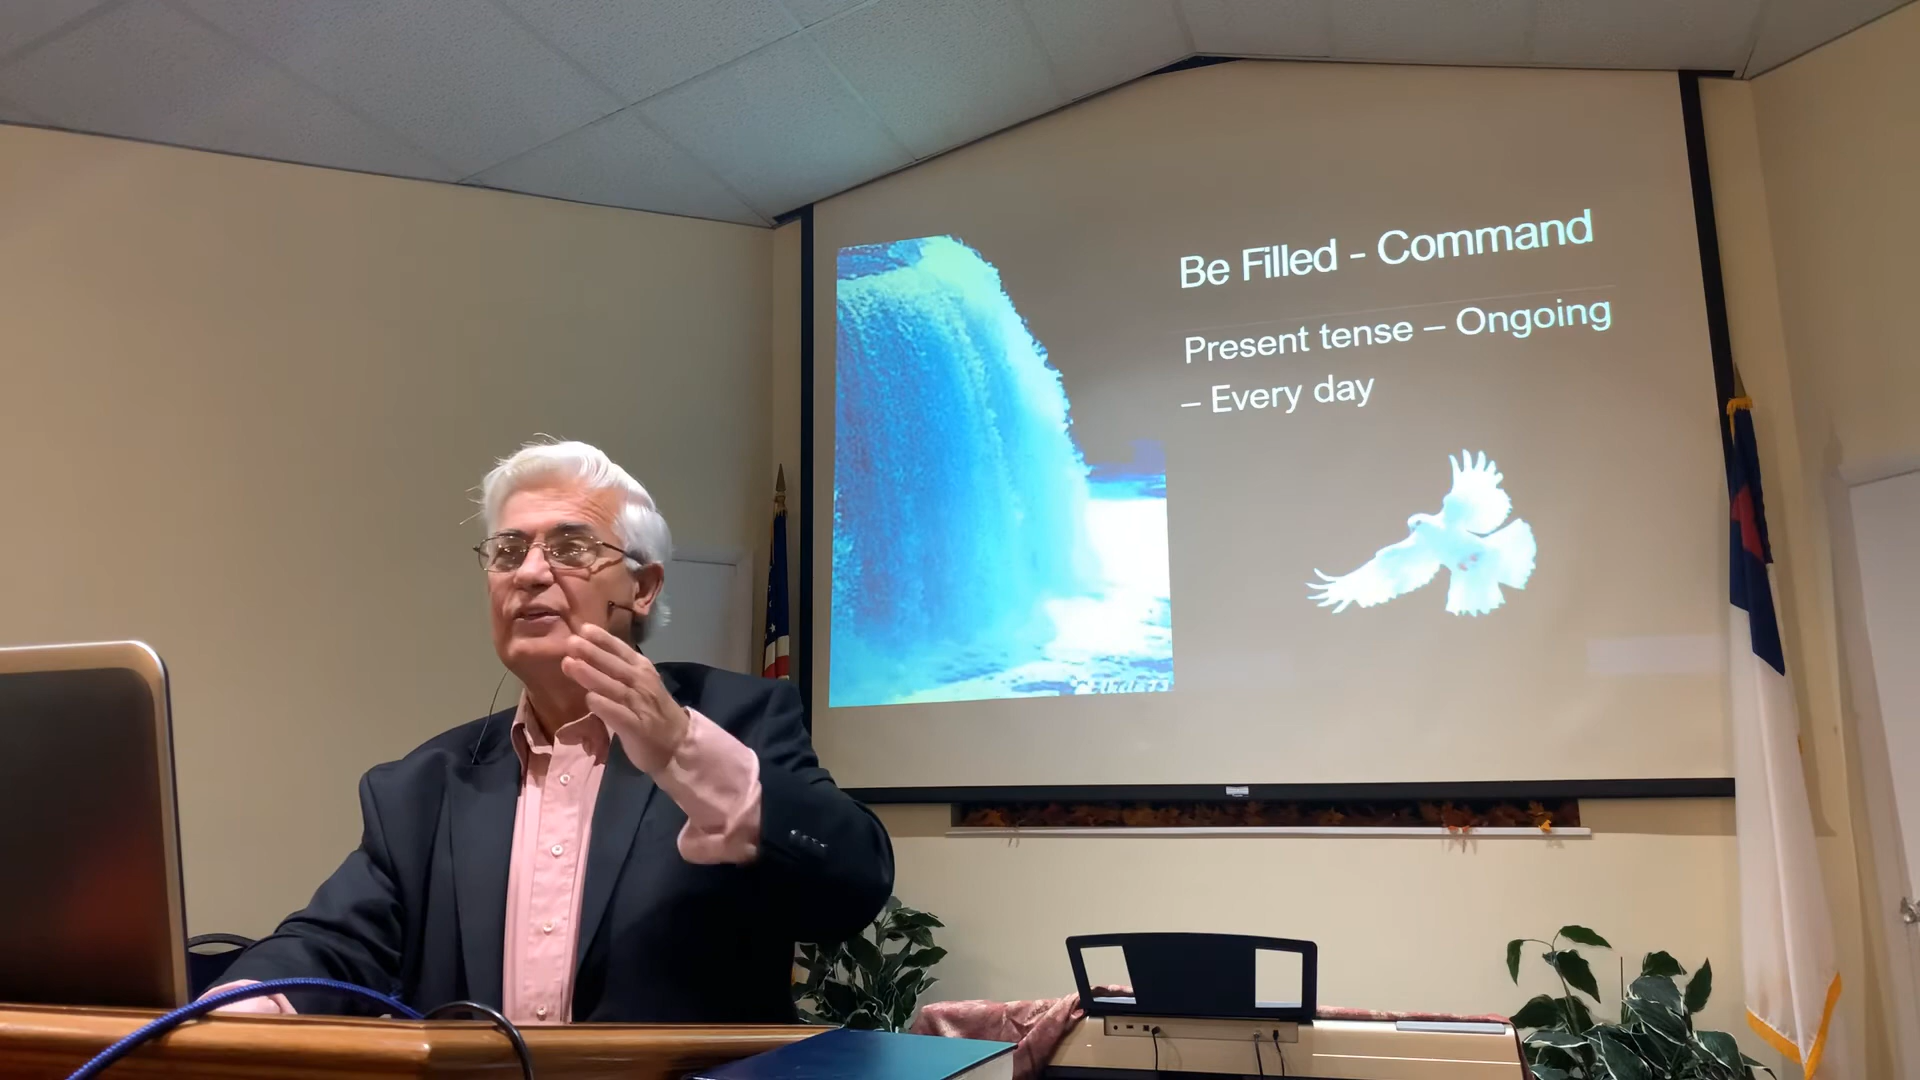 Be Filled - Command
Present tense – Ongoing
– Every day